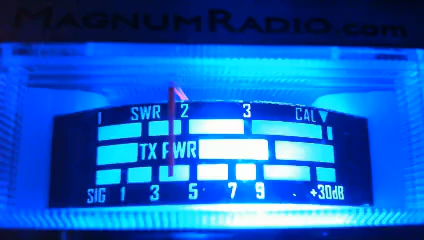 MAGNUMRADIO.com
1 SWR 2 3 CAL
TX PWR
SIG 1 3 5 7 9 +30dB